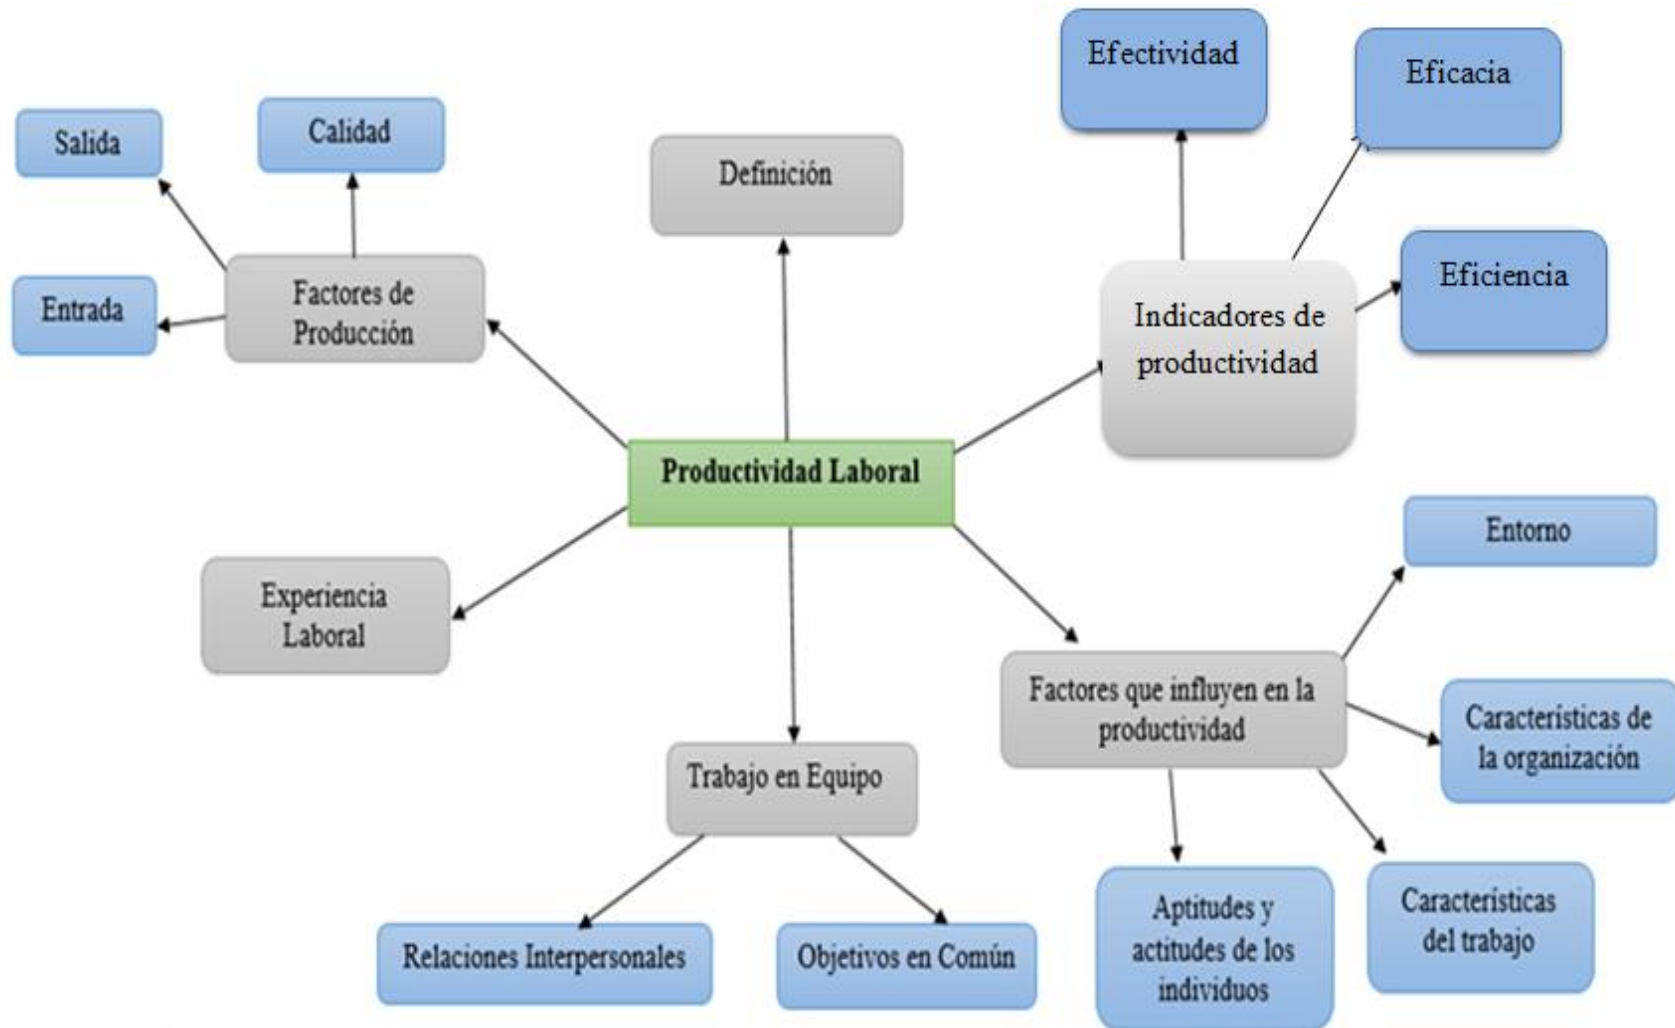 Efectividad
Eficacia
Calidad
Salida
Definición
Eficiencia
Entrada
Factores de
Producción
Indicadores de
productividad
Productividad Laboral
Entorno
Experiencia
Laboral
Factores que influyen en la
productividad
Características de
la organización
Trabajo en Equipo
Relaciones Interpersonales
Objetivos en Común
Aptitudes y
actitudes de los
individuos
Características
del trabajo